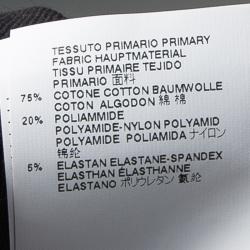 TESSUTO PRIMARIO PRIMARY
FABRIC HAUPTMATERIAL
TISSU PRIMAIRE TEJIDO
PRIMARIO 面料
75% COTONE COTTON BAUMWOLLE
COTON ALGODON 綿 棉
20% POLIAMMIDE
POLYAMIDE-NYLON POLYAMID
POLYAMIDE POLIAMIDA ナイロン
锦纶
5% ELASTAN ELASTANE-SPANDEX
ELASTHAN ÉLASTHANNE
ELASTANO ポリウレタン 氨纶